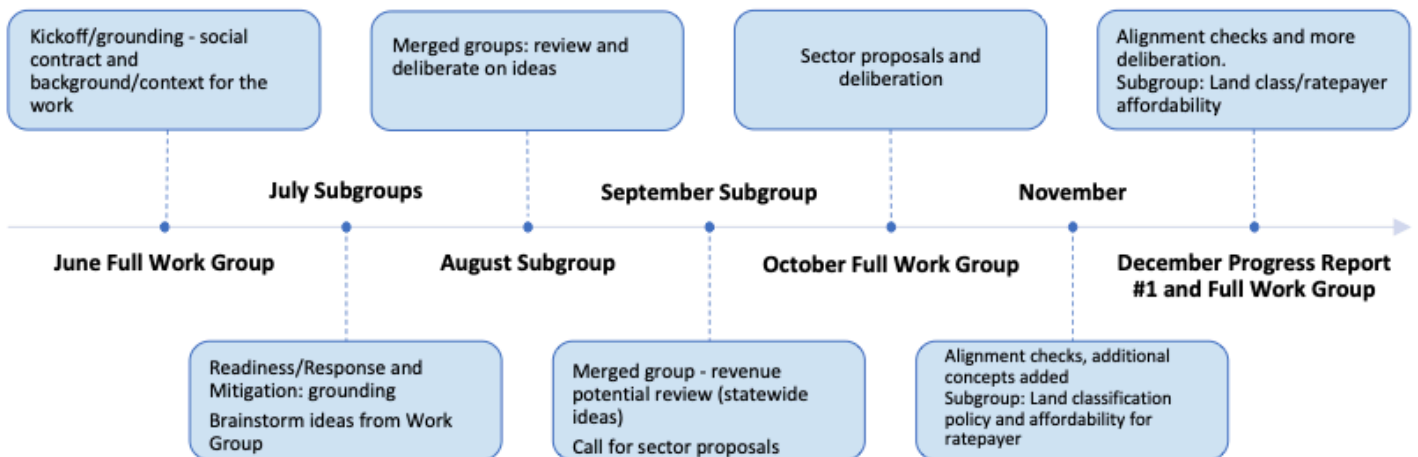 Kickoff/grounding - social
contract and
background/context for the
work
Merged groups: review and
deliberate on ideas
Sector proposals and
deliberation
Alignment checks and more
deliberation.
Subgroup: Land class/ratepayer
affordability
July Subgroups
September Subgroup
November
June Full Work Group
August Subgroup
October Full Work Group
December Progress Report
#1 and Full Work Group
Readiness/Response and
Mitigation: grounding
Brainstorm ideas from Work
Group
Merged group - revenue
potential review (statewide
ideas)
Call for sector proposals
Alignment checks, additional
concepts added
Subgroup: Land classification
policy and affordability for
ratepayer